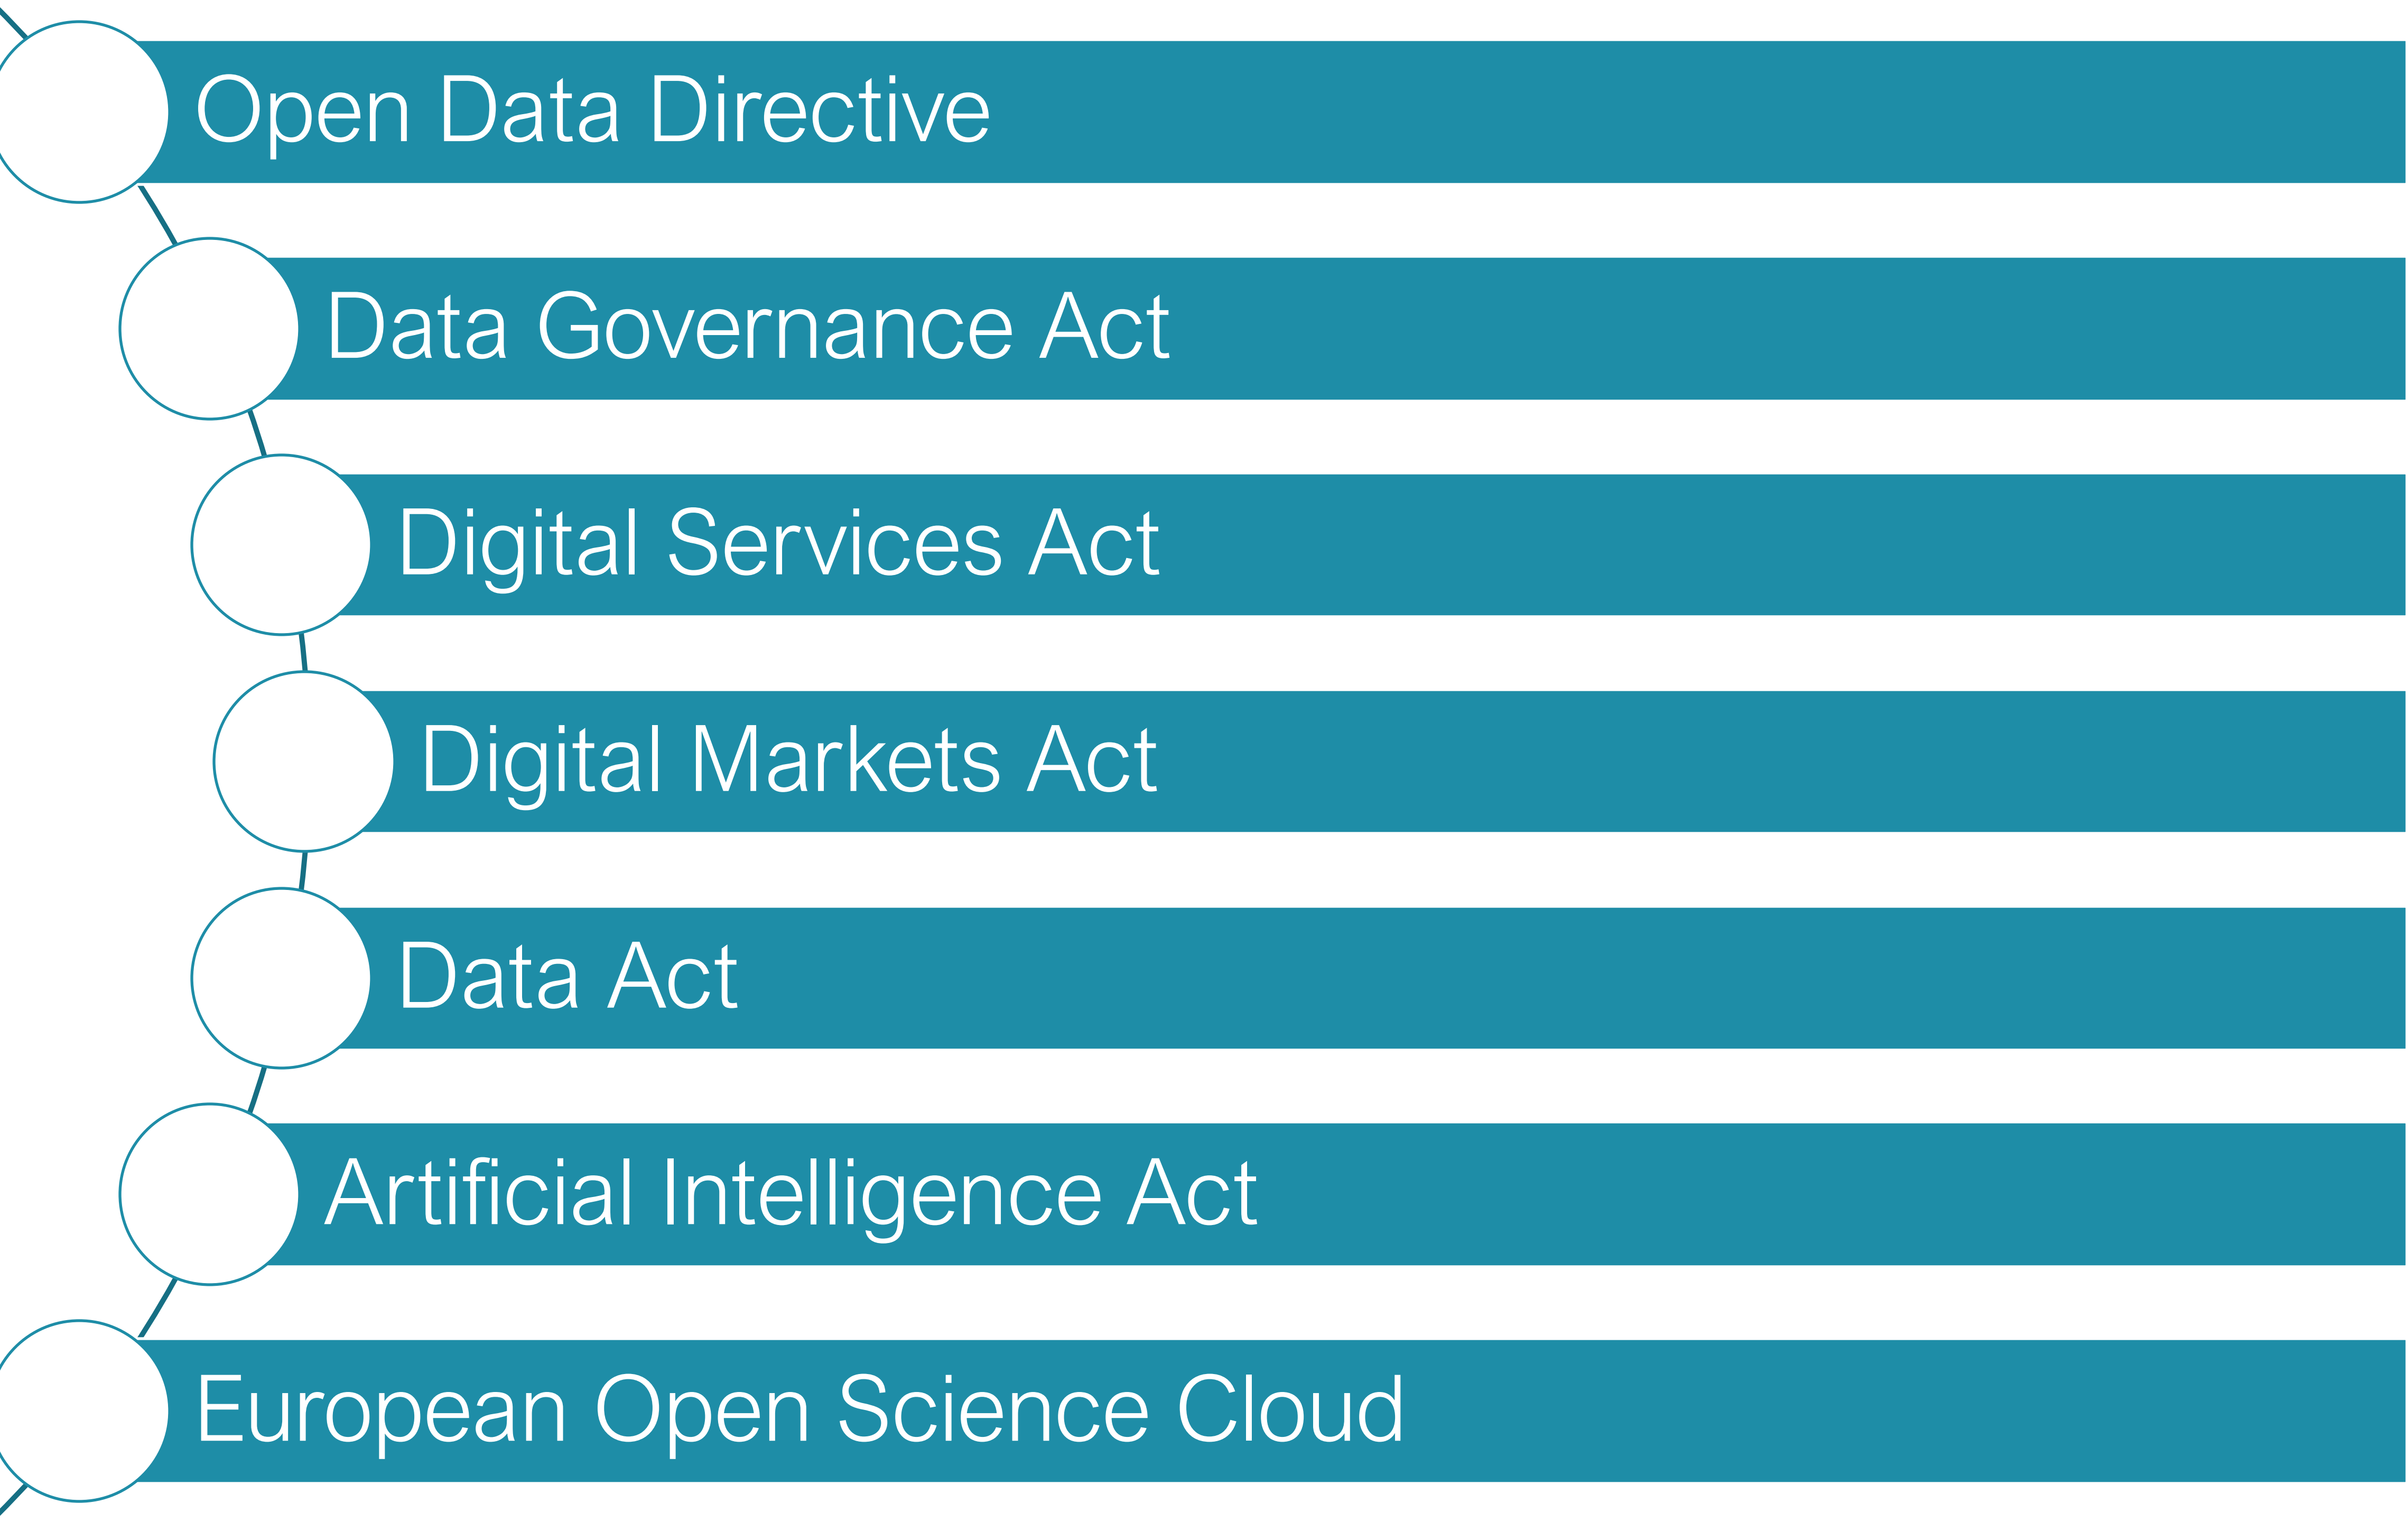 Open Data Directive
Data Governance Act
Digital Services Act
Digital Markets Act
Data Act
Artificial Intelligence Act
European Open Science Cloud